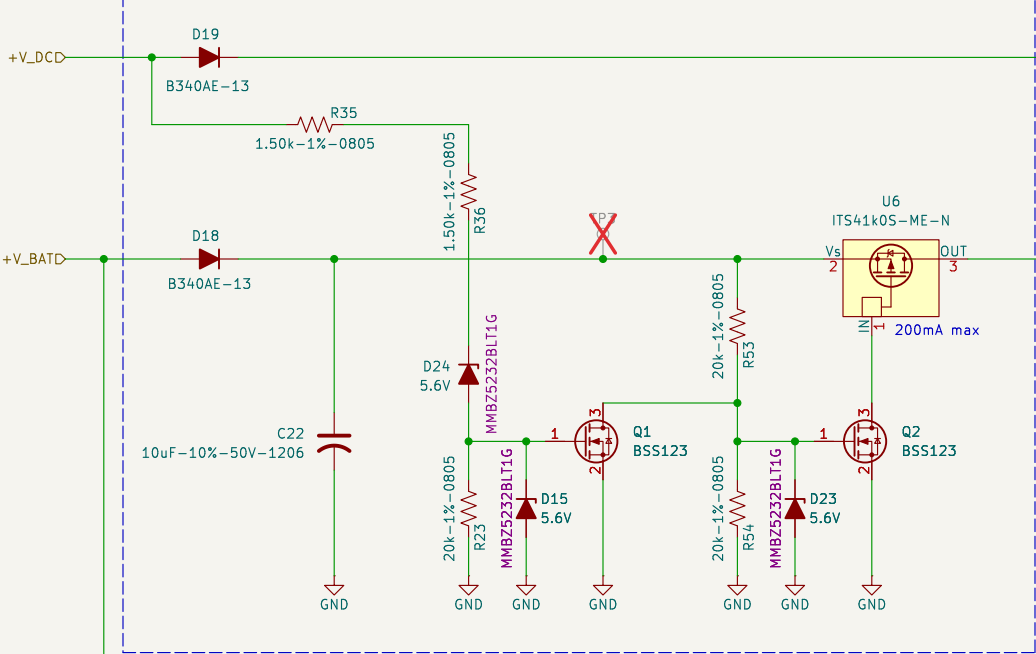 D19
+V_DC
B340AE-13
R35
1.50k-1%-0805
1.50k-1%-0805
R36
TP3
U6
ITS41k0S-ME-N
D18
+V_BAT
B340AE-13
Vs
2
OUT
3
IN
1
200mA max
20k-1%-0805
R53
MMBZ5232BLT1G
D24
5.6V
C22
10uF-10%-50V-1206
1
3
2
Q1
BSS123
1
3
2
Q2
BSS123
20k-1%-0805
R23
MMBZ5232BLT1G
D15
5.6V
20k-1%-0805
R54
MMBZ5232BLT1G
D23
5.6V
GND
GND
GND
GND
GND
GND
GND